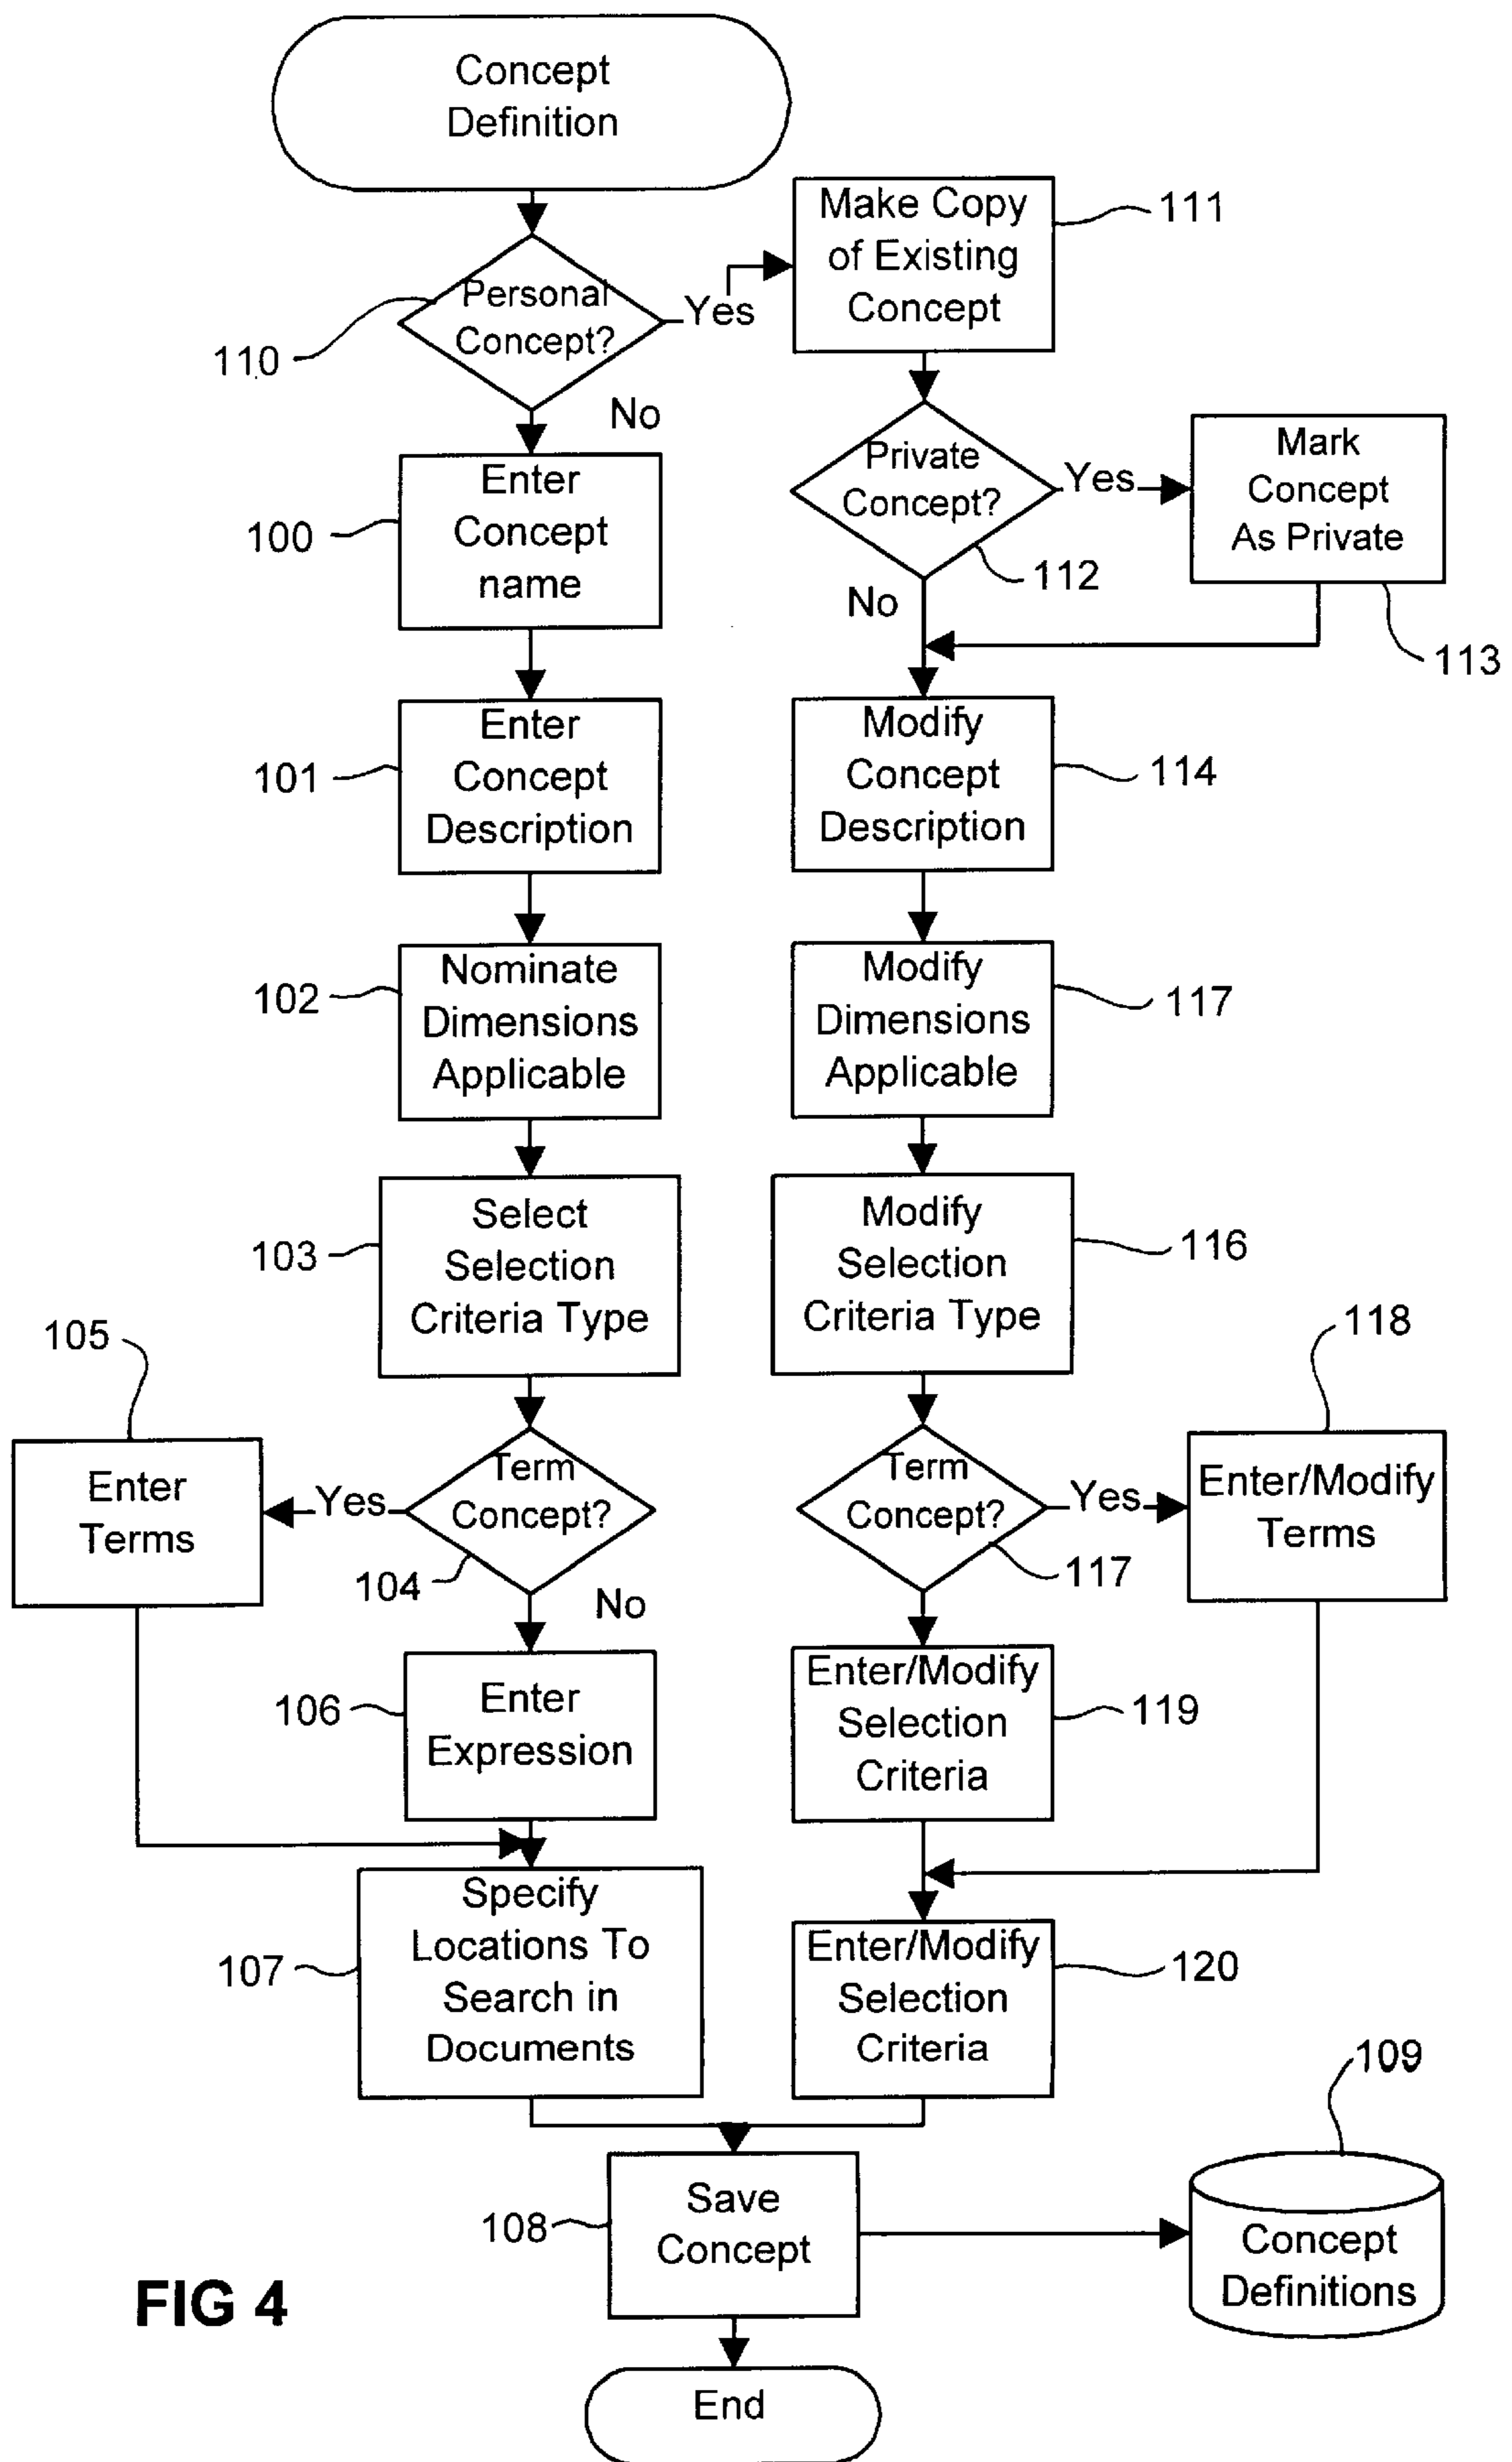 Concept
Definition
Make Copy
of Existing
Concept
111
Personal
Concept?
Yes
110
No
Private
Concept?
Yes
Mark
Concept
As Private
112
No
113
Enter
Concept
name
100
Enter
Concept
Description
101
Modify
Concept
Description
114
Nominate
Dimensions
Applicable
102
Modify
Dimensions
Applicable
117
Select
Selection
Criteria Type
103
Modify
Selection
Criteria Type
116
105
118
Enter
Terms
Yes
Term
Concept?
104
No
Term
Concept?
Yes
117
Enter/Modify
Terms
Enter
Expression
106
Enter/Modify
Selection
Criteria
119
Specify
Locations To
Search in
Documents
107
Enter/Modify
Selection
Criteria
120
109
Save
Concept
108
Concept
Definitions
FIG 4
End